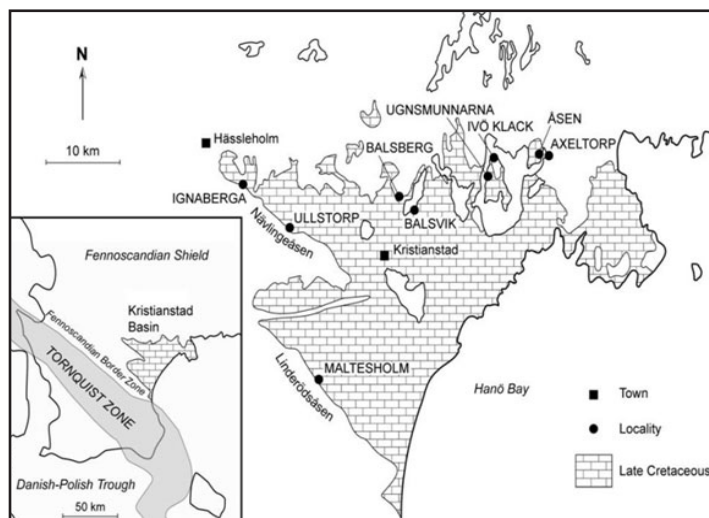 N
10 km
Hässleholm
UGNSMUNNARNA
IVÖ KLACK
ÅSEN
AXELTORP
BALSBERG
IGNABERGA
ULLSTORP
BALSVIK
Nävlingeåsen
Kristianstad
Fennoscandian Shield
Kristianstad
Basin
Fennoscandian Border Zone
TORNQUIST ZONE
Danish-Polish Trough
50 km
MALTESHOLM
Linderödsåsen
Hanö Bay
Town
Locality
Late Cretaceous